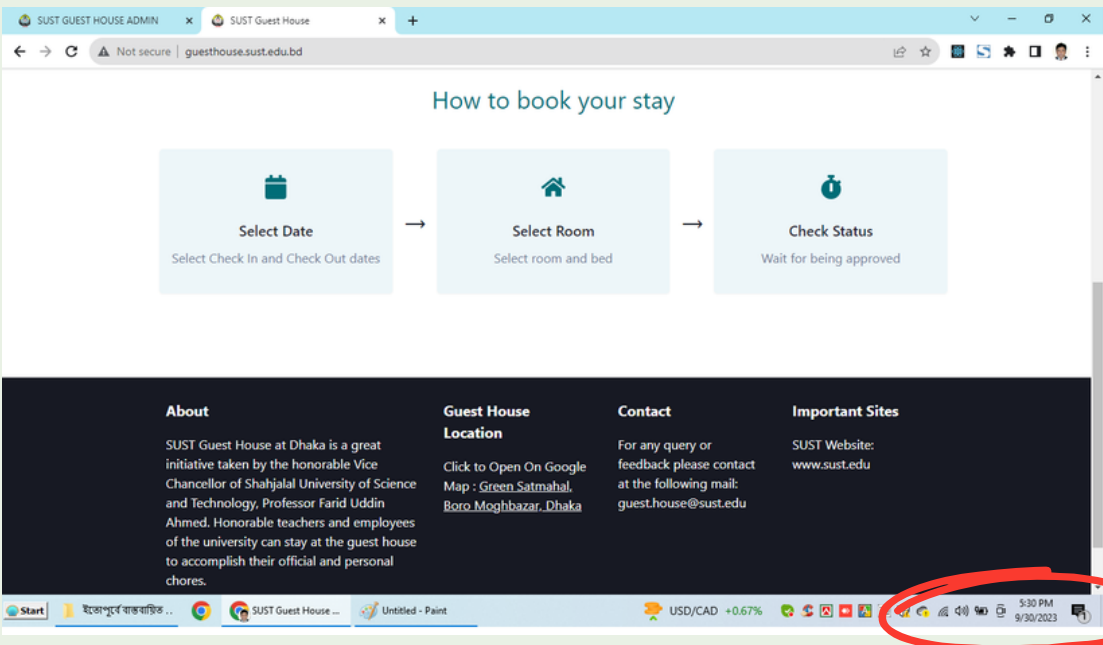 SUST GUEST HOUSE ADMIN
SUST Guest House
Not secure
guesthouse.sust.edu.bd
How to book your stay
Select Date
Select Check In and Check Out dates
Select Room
Select room and bed
Check Status
Wait for being approved
About
SUST Guest House at Dhaka is a great
initiative taken by the honorable Vice
Chancellor of Shahjalal University of Science
and Technology, Professor Farid Uddin
Ahmed. Honorable teachers and employees
of the university can stay at the guest house
to accomplish their official and personal
chores.
Guest House
Location
Click to Open On Google
Map : Green Satmahal,
Boro Moghbazar, Dhaka
Contact
For any query or
feedback please contact
at the following mail:
guest.house@sust.edu
Important Sites
SUST Website:
www.sust.edu
Start
ইতোপূর্বে বাস্তবায়িত ..
SUST Guest House ...
Untitled - Paint
USD/CAD +0.67%
5:30 PM
9/30/2023
1